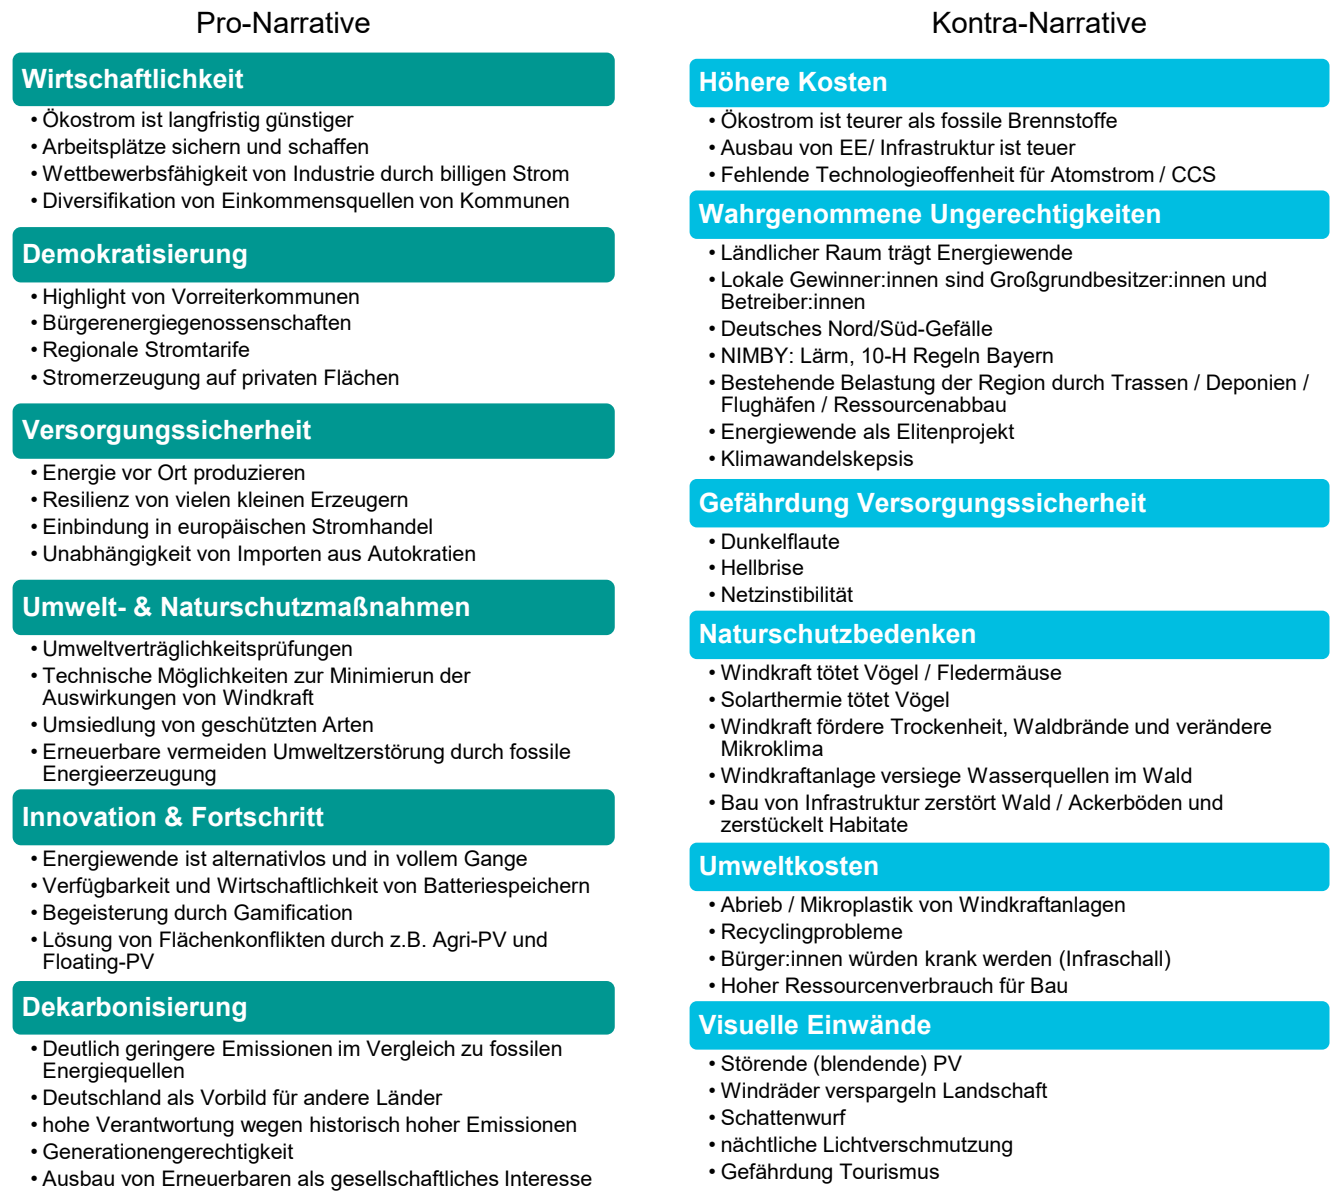 Pro-Narrative
Wirtschaftlichkeit
• Ökostrom ist langfristig günstiger
• Arbeitsplätze sichern und schaffen
• Wettbewerbsfähigkeit von Industrie durch billigen Strom
• Diversifikation von Einkommensquellen von Kommunen
Demokratisierung
• Highlight von Vorreiterkommunen
• Bürgerenergiegenossenschaften
• Regionale Stromtarife
• Stromerzeugung auf privaten Flächen
Versorgungssicherheit
• Energie vor Ort produzieren
• Resilienz von vielen kleinen Erzeugern
• Einbindung in europäischen Stromhandel
• Unabhängigkeit von Importen aus Autokratien
Umwelt- & Naturschutzmaßnahmen
• Umweltverträglichkeitsprüfungen
• Technische Möglichkeiten zur Minimierun der
Auswirkungen von Windkraft
• Umsiedlung von geschützten Arten
• Erneuerbare vermeiden Umweltzerstörung durch fossile
Energieerzeugung
Innovation & Fortschritt
• Energiewende ist alternativlos und in vollem Gange
• Verfügbarkeit und Wirtschaftlichkeit von Batteriespeichern
• Begeisterung durch Gamification
• Lösung von Flächenkonflikten durch z.B. Agri-PV und
Floating-PV
Dekarbonisierung
• Deutlich geringere Emissionen im Vergleich zu fossilen
Energiequellen
• Deutschland als Vorbild für andere Länder
• hohe Verantwortung wegen historisch hoher Emissionen
• Generationengerechtigkeit
• Ausbau von Erneuerbaren als gesellschaftliches Interesse
Kontra-Narrative
Höhere Kosten
• Ökostrom ist teurer als fossile Brennstoffe
• Ausbau von EE/ Infrastruktur ist teuer
• Fehlende Technologieoffenheit für Atomstrom / CCS
Wahrgenommene Ungerechtigkeiten
• Ländlicher Raum trägt Energiewende
• Lokale Gewinner:innen sind Großgrundbesitzer:innen und
Betreiber:innen
• Deutsches Nord/Süd-Gefälle
• NIMBY: Lärm, 10-H Regeln Bayern
• Bestehende Belastung der Region durch Trassen / Deponien /
Flughäfen / Ressourcenabbau
• Energiewende als Elitenprojekt
• Klimawandelskepsis
Gefährdung Versorgungssicherheit
• Dunkelflaute
• Hellbrise
• Netzinstibilität
Naturschutzbedenken
• Windkraft tötet Vögel / Fledermäuse
• Solarthermie tötet Vögel
• Windkraft fördere Trockenheit, Waldbrände und verändere
Mikroklima
• Windkraftanlage versiege Wasserquellen im Wald
• Bau von Infrastruktur zerstört Wald / Ackerböden und
zerstückelt Habitate
Umweltkosten
• Abrieb / Mikroplastik von Windkraftanlagen
• Recyclingprobleme
• Bürger:innen würden krank werden (Infraschall)
• Hoher Ressourcenverbrauch für Bau
Visuelle Einwände
• Störende (blendende) PV
• Windräder verspargeln Landschaft
• Schattenwurf
• nächtliche Lichtverschmutzung
• Gefährdung Tourismus